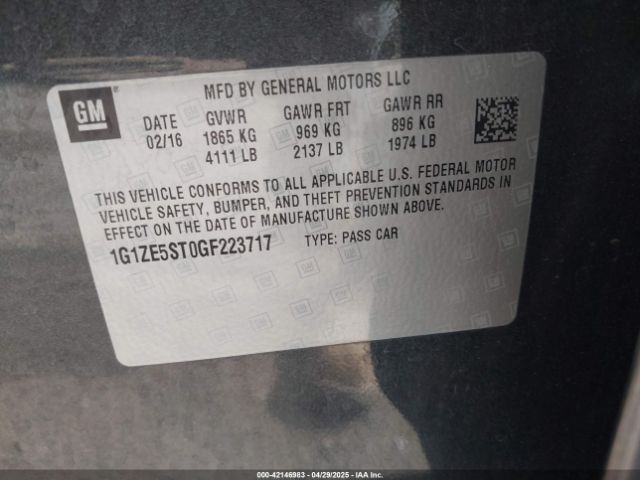 GM
MFD BY GENERAL MOTORS LLC
DATE GVWR GAWR FRT GAWR RR
02/16 1865 KG 969 KG 896 KG
4111 LB 2137 LB 1974 LB
THIS VEHICLE CONFORMS TO ALL APPLICABLE U.S. FEDERAL MOTOR
VEHICLE SAFETY, BUMPER, AND THEFT PREVENTION STANDARDS IN
EFFECT ON THE DATE OF MANUFACTURE SHOWN ABOVE.
1G1ZE5ST0GF223717 TYPE: PASS CAR
000-42146983 - 04/29/2025 - IAA Inc.